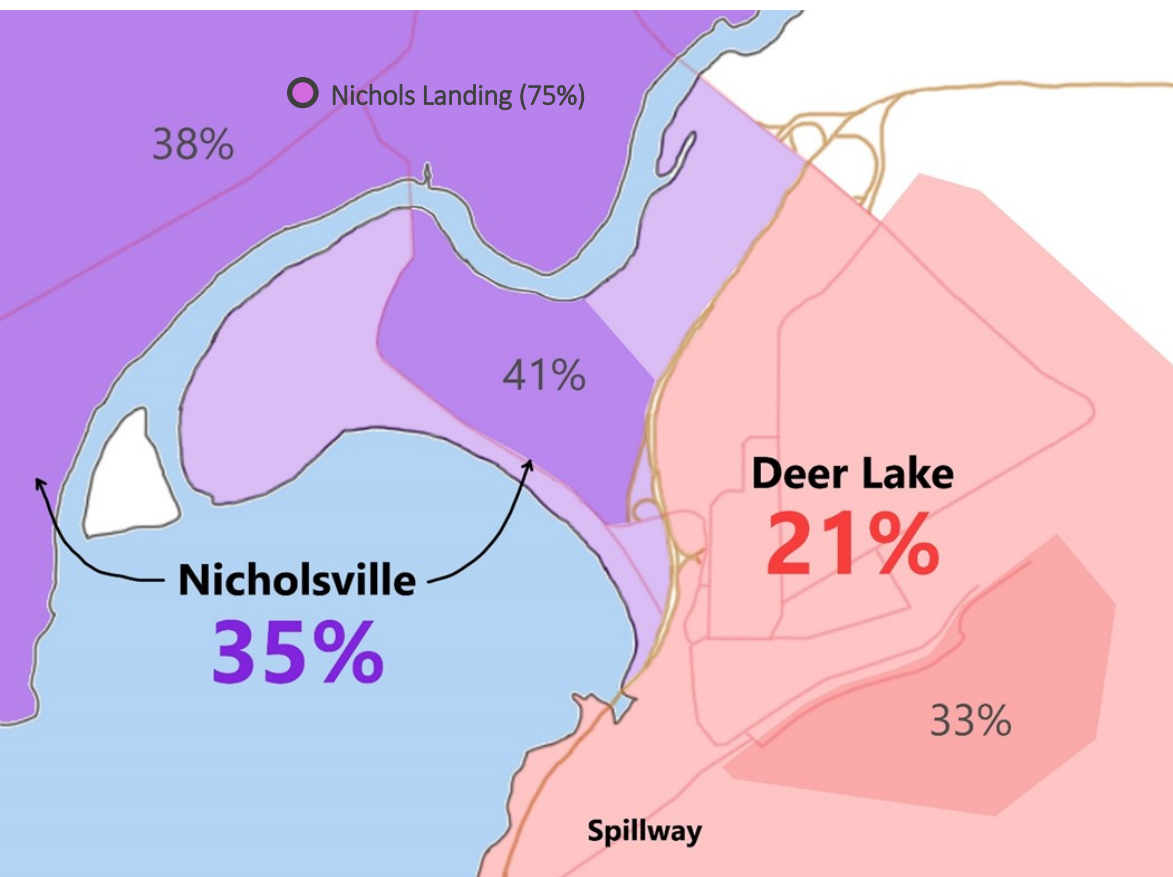 Nichols Landing (75%)
38%
41%
Deer Lake
21%
Nicholsville
35%
33%
Spillway